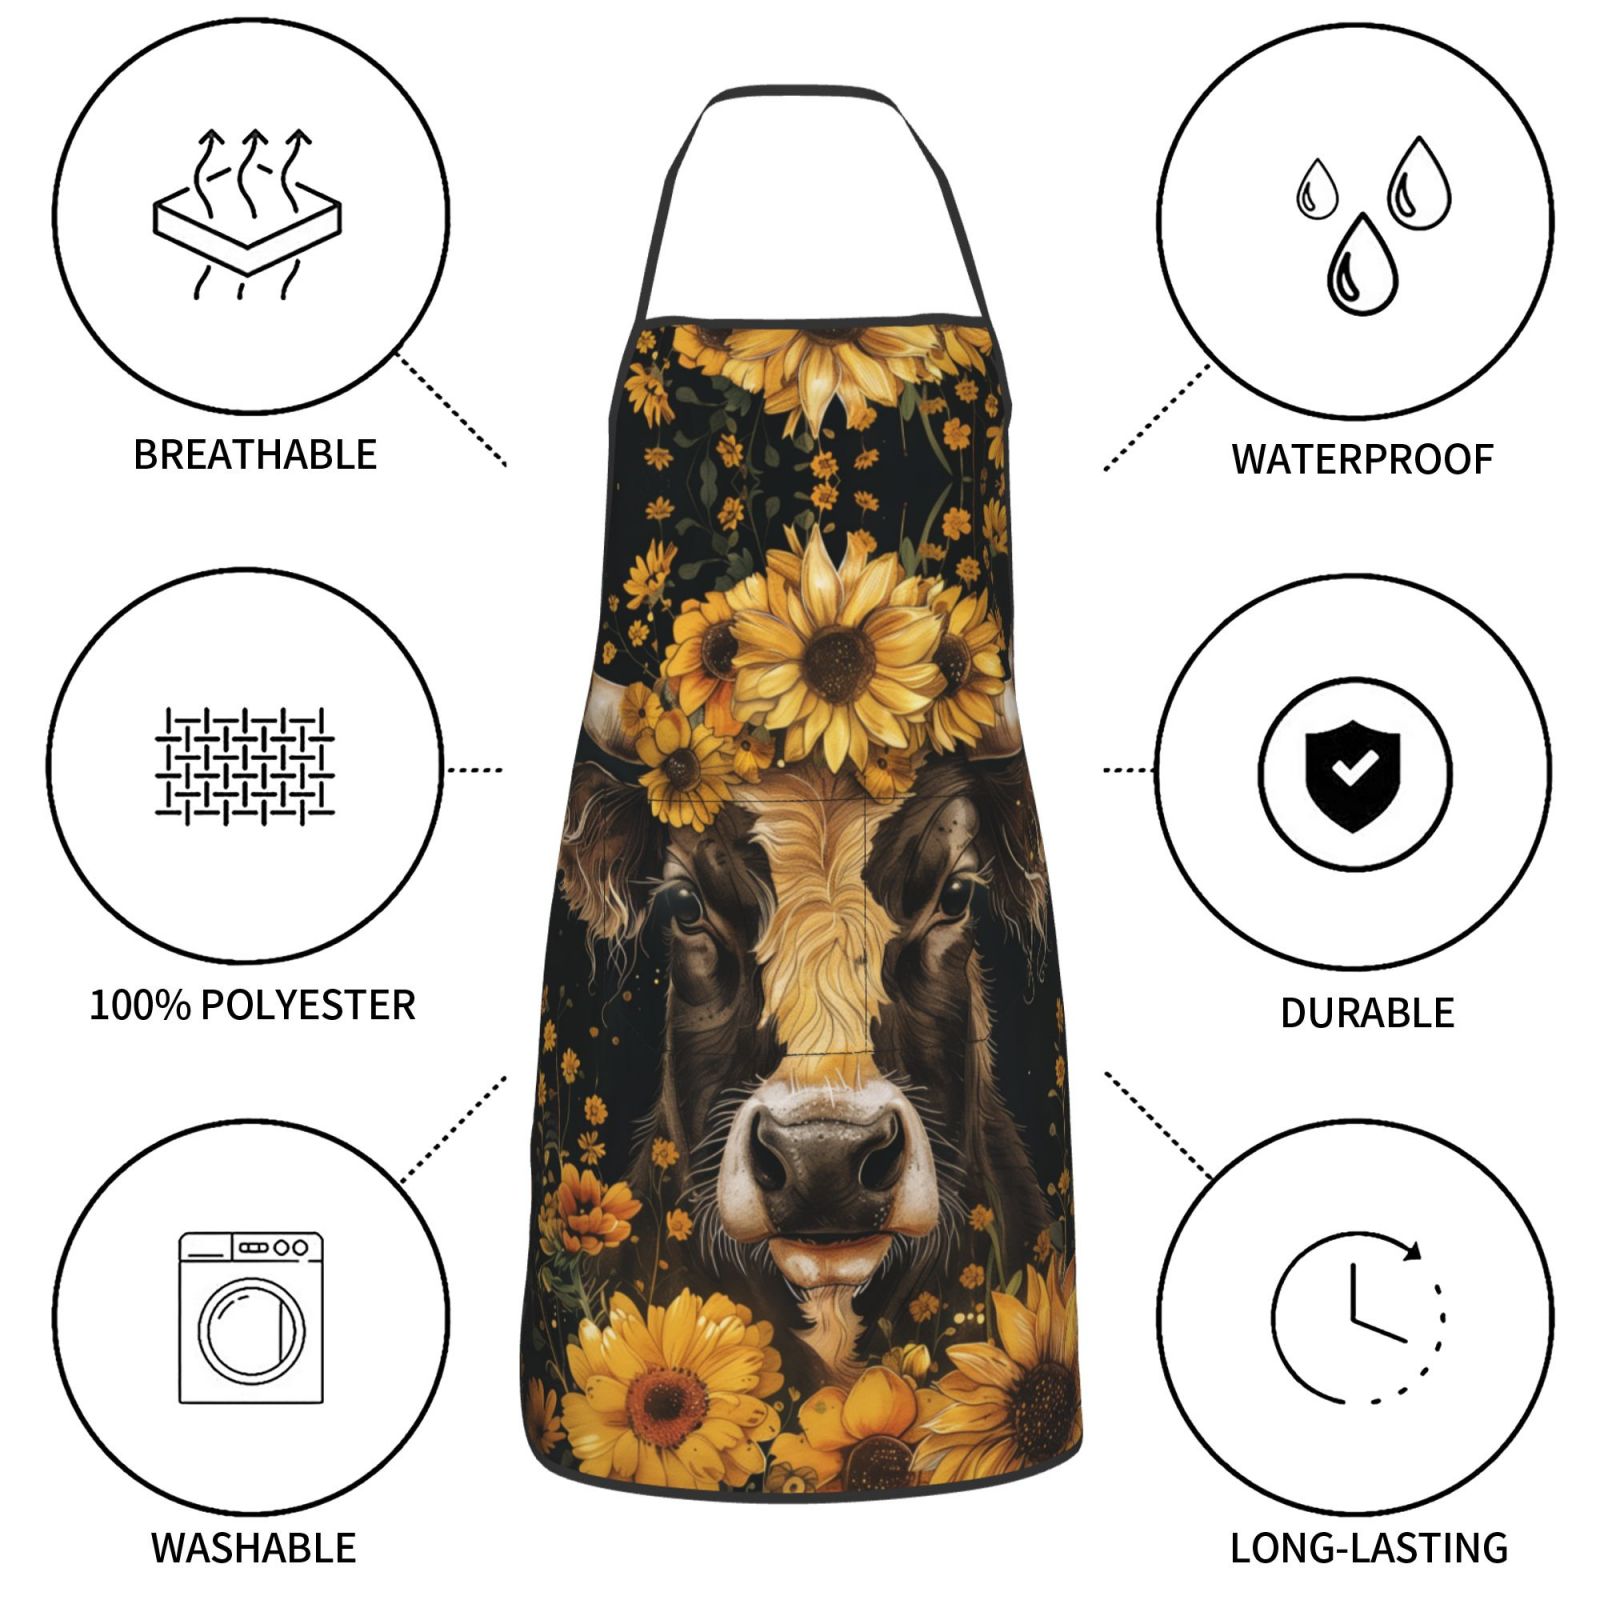 BREATHABLE
WATERPROOF
100% POLYESTER
DURABLE
WASHABLE
LONG-LASTING